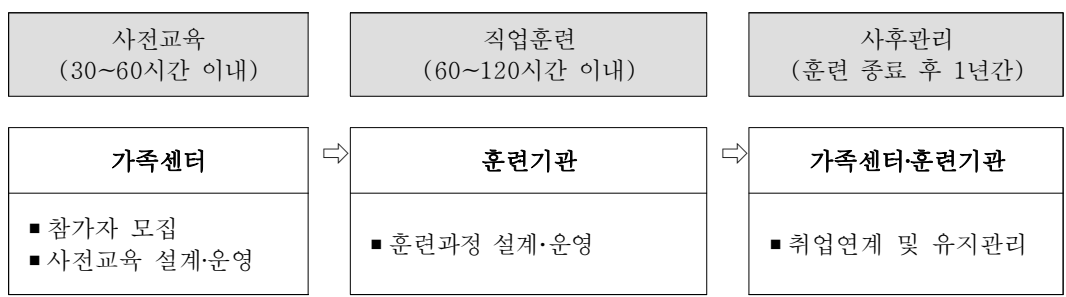 사전교육
(30~60시간 이내)
직업훈련
(60~120시간 이내)
사후관리
(훈련 종료 후 1년간)
가족센터
⇨
훈련기관
⇨
가족센터·훈련기관
▪참가자 모집
▪사전교육 설계·운영
▪훈련과정 설계·운영
▪취업연계 및 유지관리